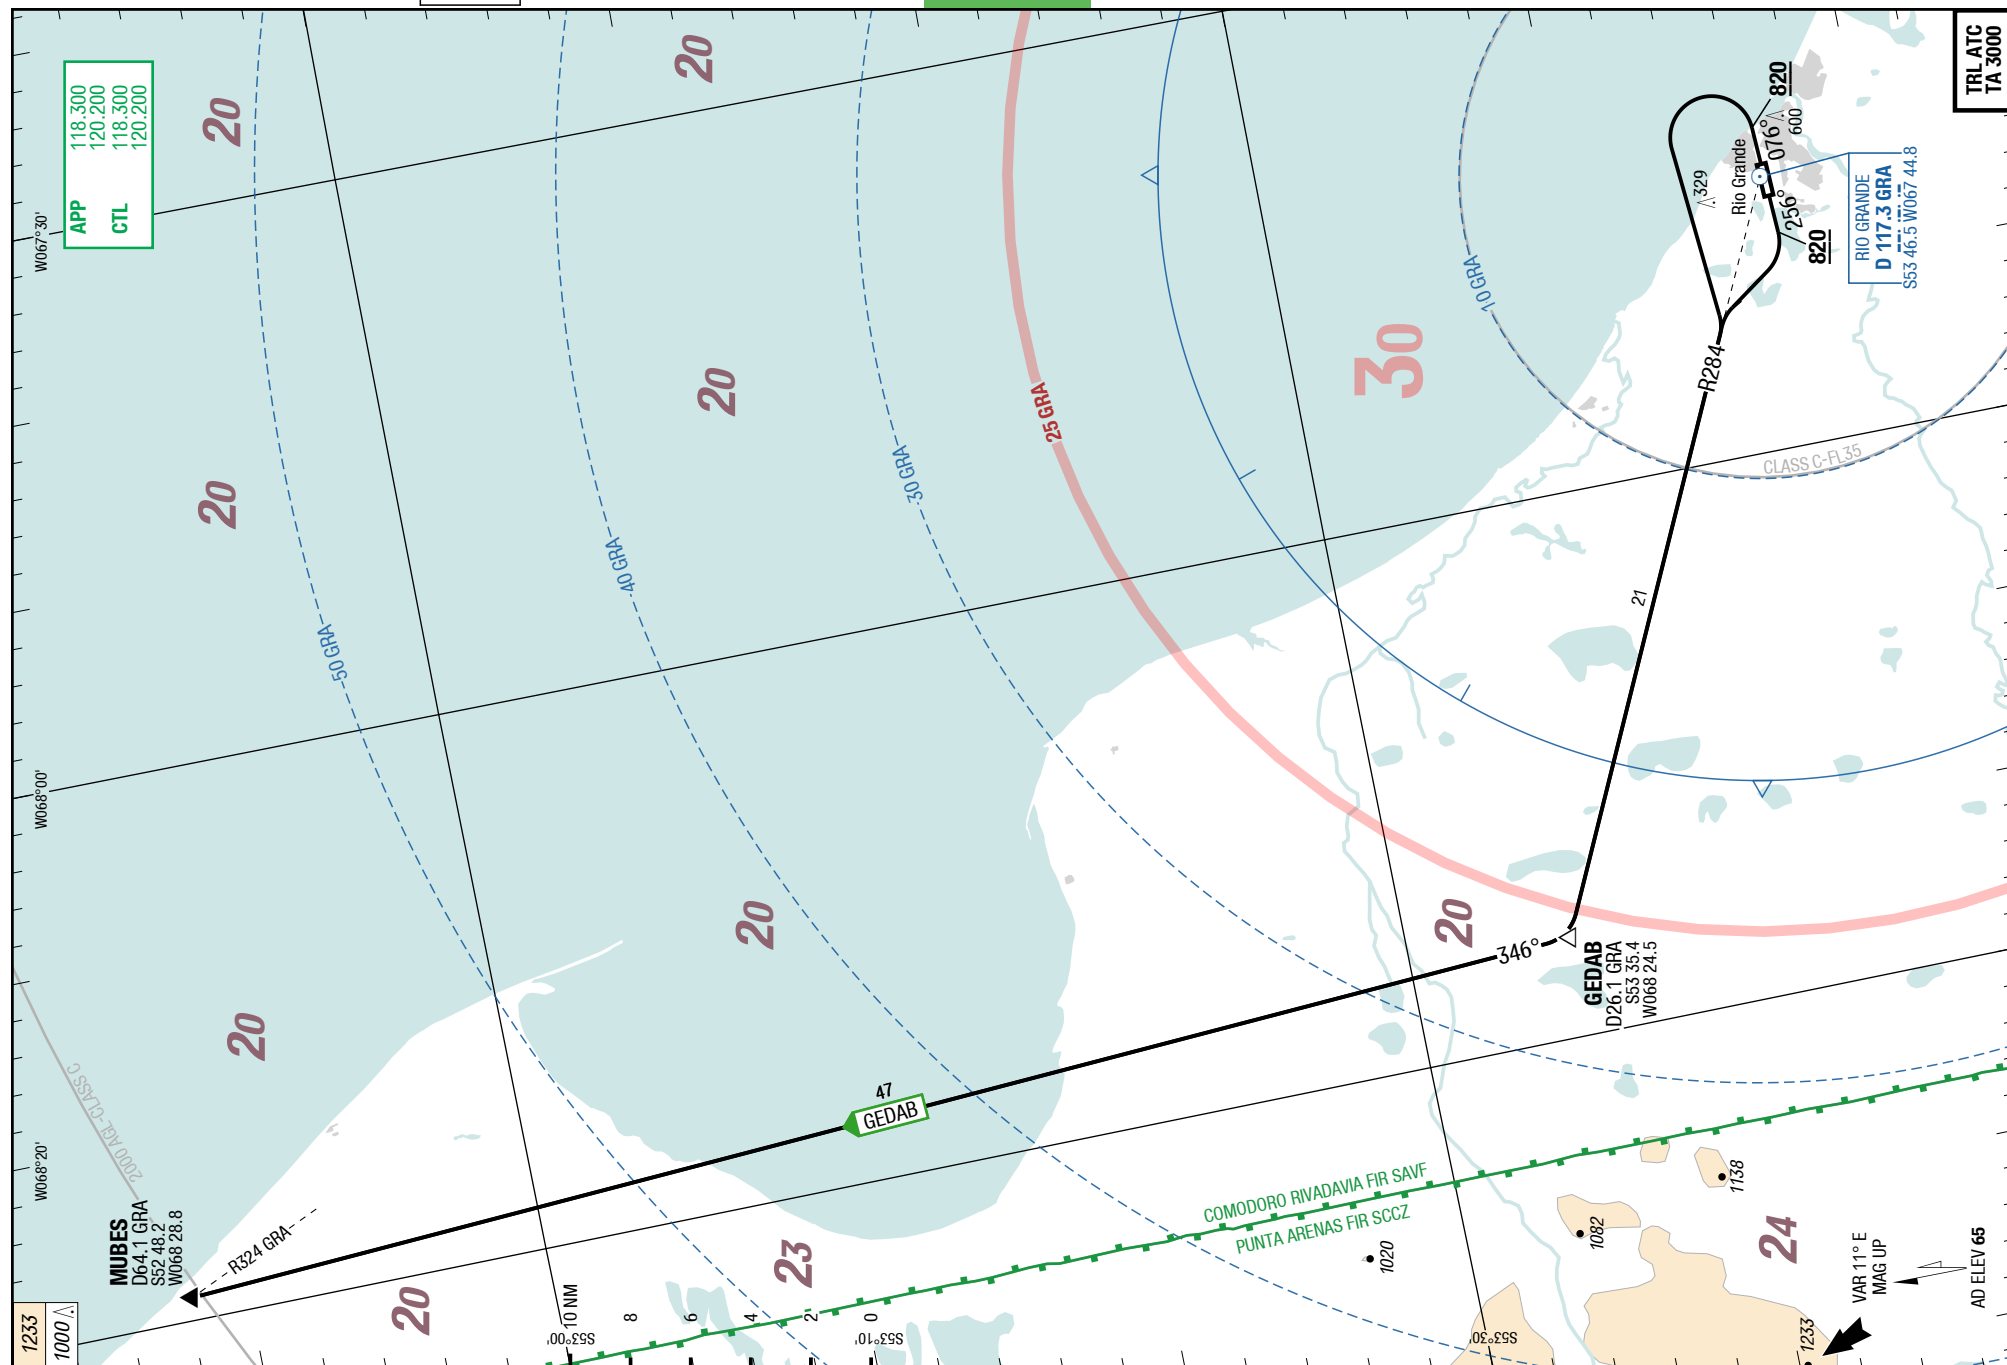 APP 118.300
120.200
CTL 118.300
120.200
TRL ATC
TA 3000
20
20
20
20
20
20
20
20
30
23
24
W067°30'
W068°00'
W068°20'
50 GRA
40 GRA
30 GRA
25 GRA
10 GRA
CLASS C-FL35
2000 AGL-CLASS C
MUBES
D64.1 GRA
S52 48.2
W068 28.8
R324 GRA
47
GEDAB
346°
GEDAB
D26.1 GRA
S53 35.4
W068 24.5
21
R284
820
076°
600
329
Rio Grande
256°
820
RIO GRANDE
D 117.3 GRA
S53 46.5 W067 44.8
COMODORO RIVADAVIA FIR SAVF
PUNTA ARENAS FIR SCCZ
1138
1082
1020
1233
VAR 11° E
MAG UP
AD ELEV 65
10 NM
8
6
4
2
0
S53°00'
S53°10'
S53°30'
1233
1000